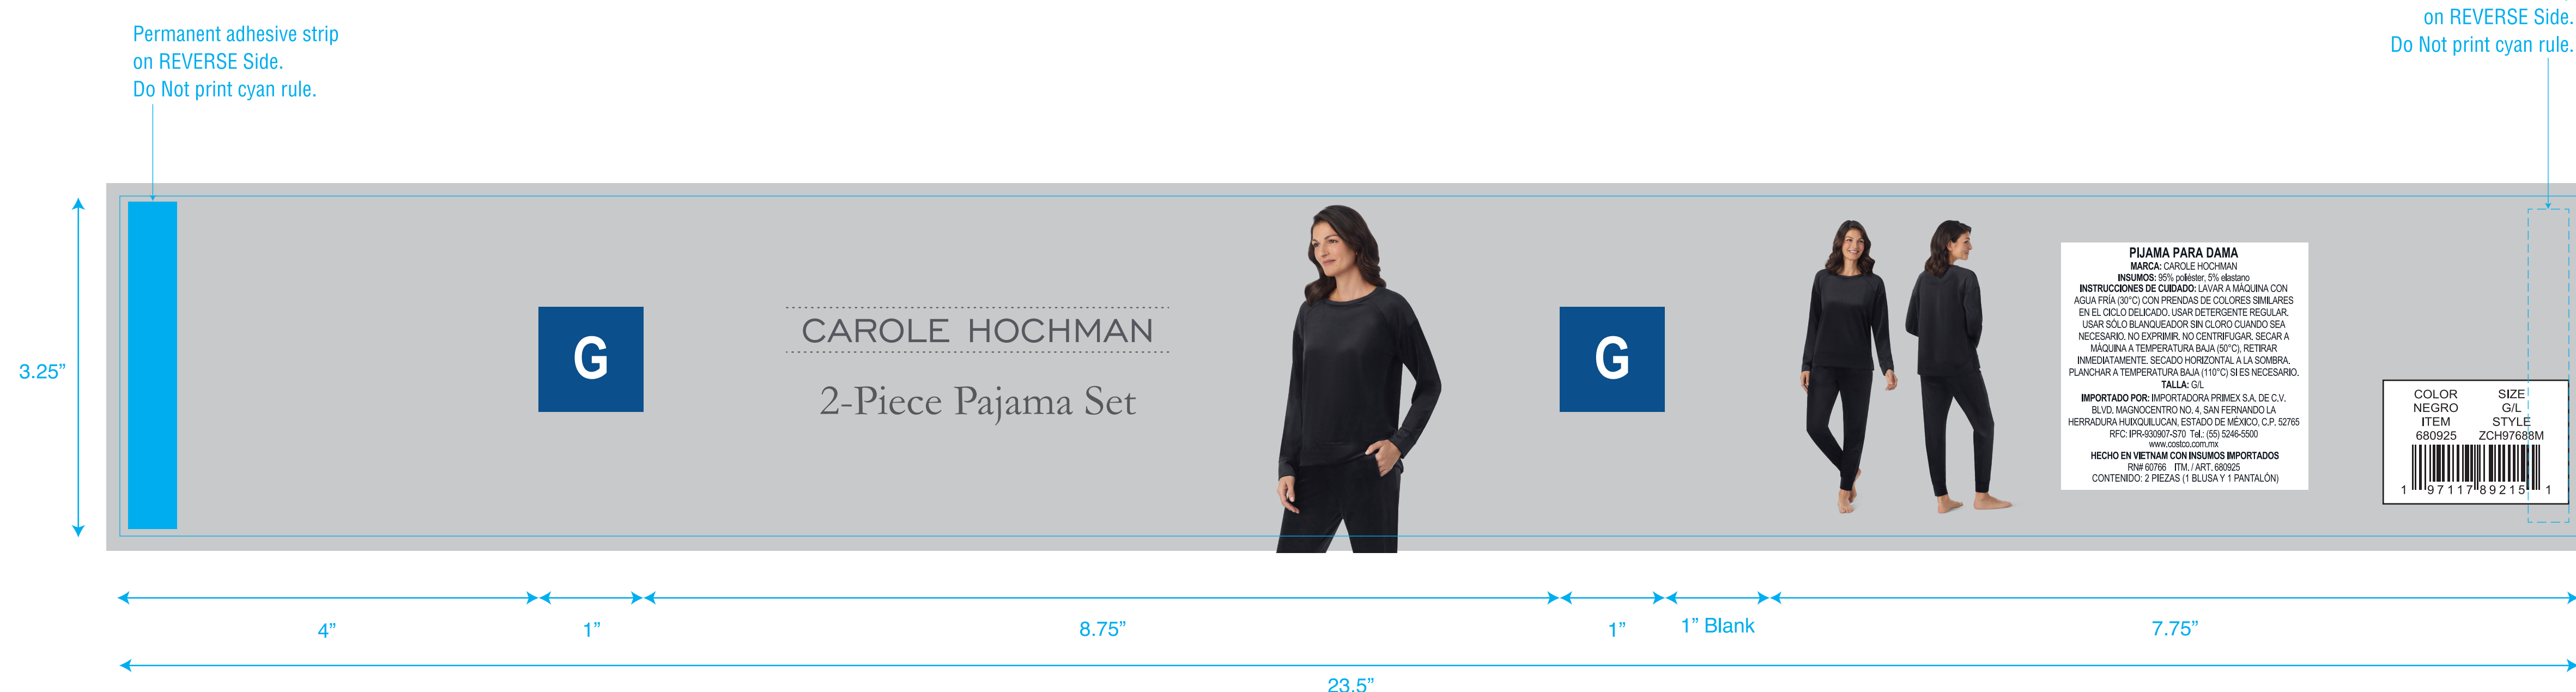 Permanent adhesive strip
on REVERSE Side.
Do Not print cyan rule.
on REVERSE Side.
Do Not print cyan rule.
3.25”
G
CAROLE HOCHMAN
2-Piece Pajama Set
G
PIJAMA PARA DAMA
MARCA: CAROLE HOCHMAN
INSUMOS: 95% poliéster, 5% elastano
INSTRUCCIONES DE CUIDADO: LAVAR A MÁQUINA CON
AGUA FRÍA (30°C) CON PRENDAS DE COLORES SIMILARES
EN EL CICLO DELICADO. USAR DETERGENTE REGULAR.
USAR SÓLO BLANQUEADOR SIN CLORO CUANDO SEA
NECESARIO. NO EXPRIMIR. NO CENTRIFUGAR. SECAR A
MÁQUINA A TEMPERATURA BAJA (50°C), RETIRAR
INMEDIATAMENTE. SECADO HORIZONTAL A LA SOMBRA.
PLANCHAR A TEMPERATURA BAJA (110°C) SI ES NECESARIO.
TALLA: G/L
IMPORTADO POR: IMPORTADORA PRIMEX S.A. DE C.V.
BLVD. MAGNOCENTRO NO. 4, SAN FERNANDO LA
HERRADURA HUIXQUILUCAN, ESTADO DE MÉXICO, C.P. 52765
RFC: IPR-930907-S70 Tel.: (55) 5246-5500
www.costco.com.mx
HECHO EN VIETNAM CON INSUMOS IMPORTADOS
RN# 60766 ITM. / ART. 680925
CONTENIDO: 2 PIEZAS (1 BLUSA Y 1 PANTALÓN)
COLOR SIZE
NEGRO G/L
ITEM STYLE
680925 ZCH97688M
1 97117 89215 1
4” 1” 8.75” 1” 1” Blank 7.75”
23.5”